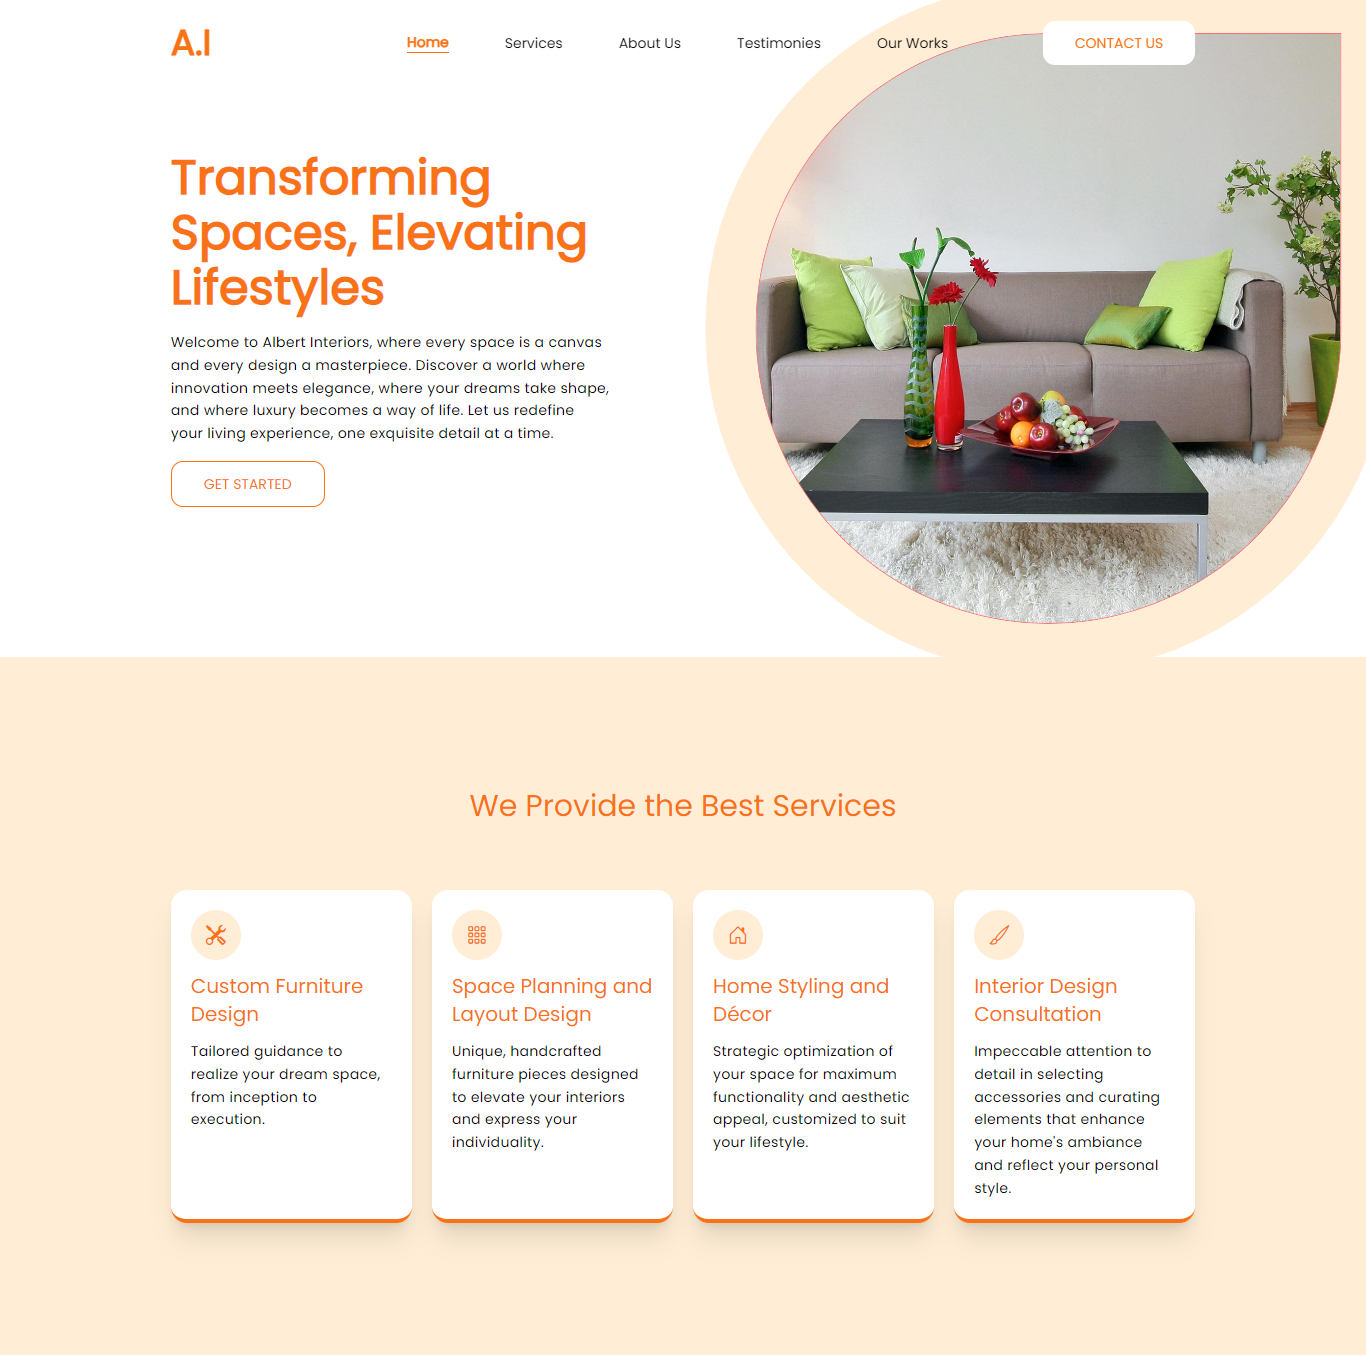 A.I
Home Services About Us Testimonies Our Works CONTACT US
Transforming
Spaces, Elevating
Lifestyles
Welcome to Albert Interiors, where every space is a canvas
and every design a masterpiece. Discover a world where
innovation meets elegance, where your dreams take shape,
and where luxury becomes a way of life. Let us redefine
your living experience, one exquisite detail at a time.
GET STARTED
We Provide the Best Services
Custom Furniture
Design
Tailored guidance to
realize your dream space,
from inception to
execution.
Space Planning and
Layout Design
Unique, handcrafted
furniture pieces designed
to elevate your interiors
and express your
individuality.
Home Styling and
Décor
Strategic optimization of
your space for maximum
functionality and aesthetic
appeal, customized to suit
your lifestyle.
Interior Design
Consultation
Impeccable attention to
detail in selecting
accessories and curating
elements that enhance
your home's ambiance
and reflect your personal
style.